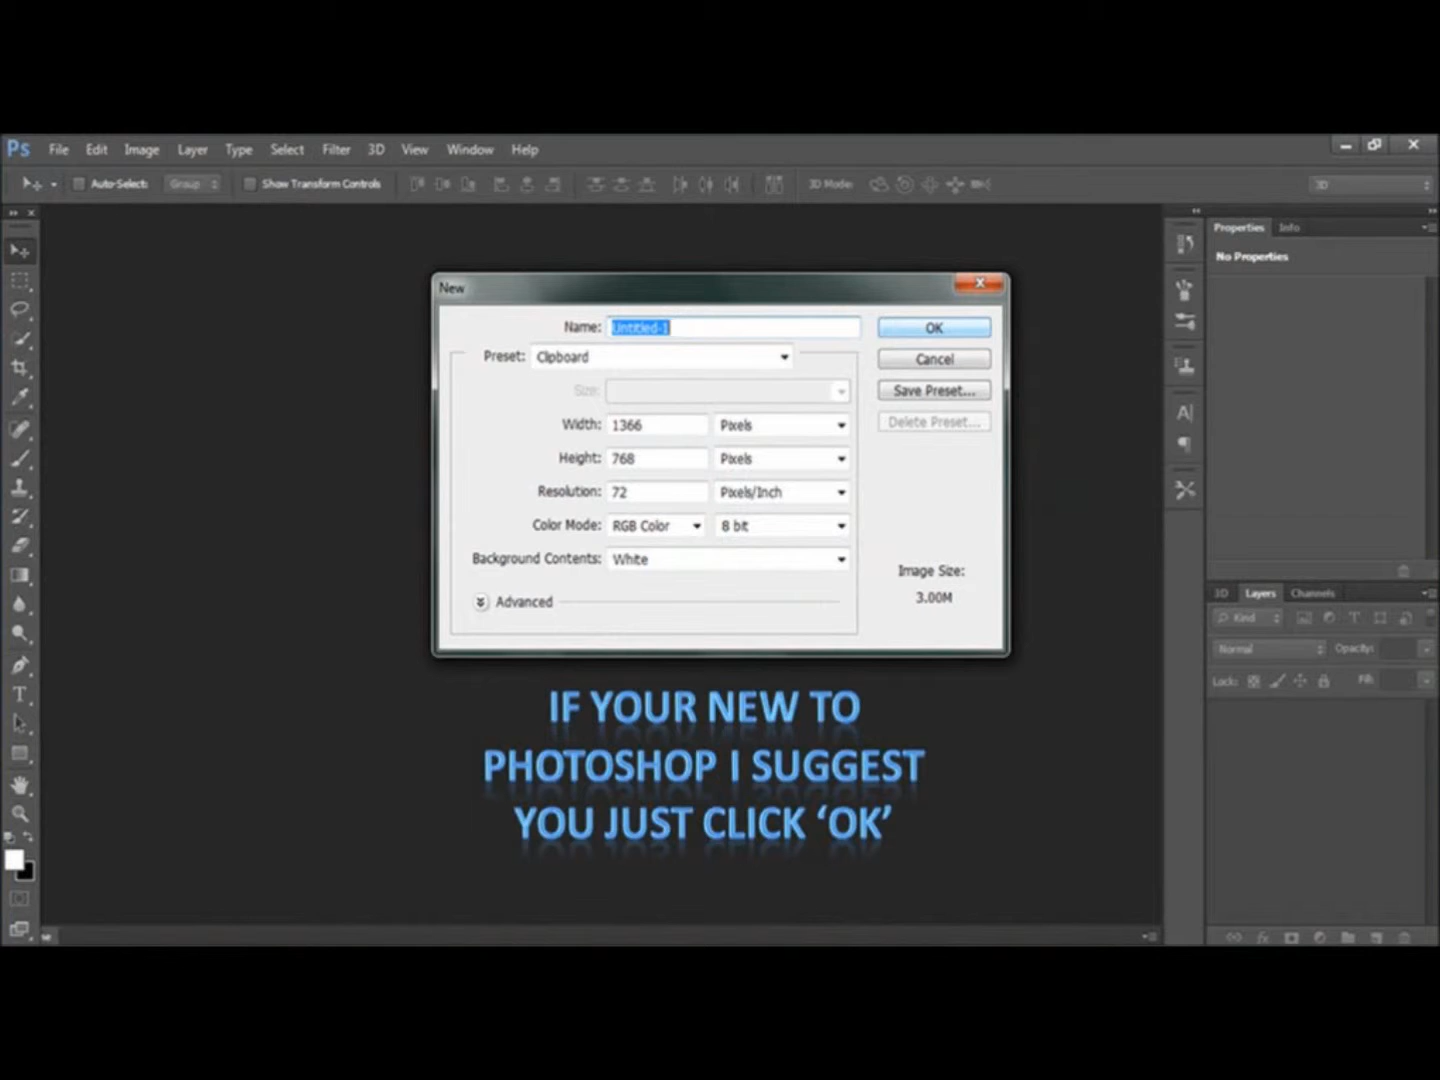 Ps File Edit Image Layer Type Select Filter 3D View Window Help
Auto-Select: Group Show Transform Controls 3D Mode: 3D
Properties Info
No Properties
New
Name: Untitled-1 OK
Preset: Clipboard Cancel
Size: Save Preset...
Width: 1366 Pixels Delete Preset...
Height: 768 Pixels
Resolution: 72 Pixels/Inch
Color Mode: RGB Color 8 bit
Background Contents: White
Image Size:
3.00M
Advanced
3D Layers Channels
Kind
Normal Opacity:
Lock: Fill:
IF YOUR NEW TO
PHOTOSHOP I SUGGEST
YOU JUST CLICK ‘OK’